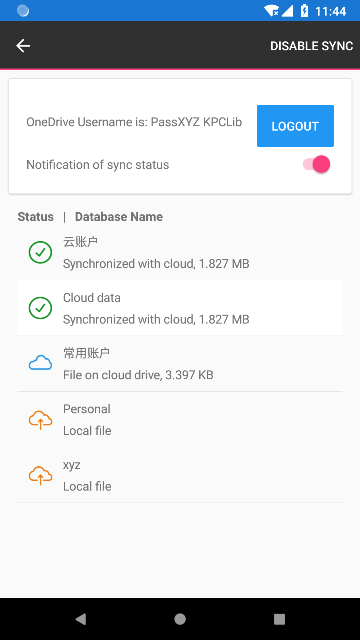 11:44
DISABLE SYNC
OneDrive Username is: PassXYZ KPCLib
LOGOUT
Notification of sync status
Status | Database Name
云账户
Synchronized with cloud, 1.827 MB
Cloud data
Synchronized with cloud, 1.827 MB
常用账户
File on cloud drive, 3.397 KB
Personal
Local file
xyz
Local file